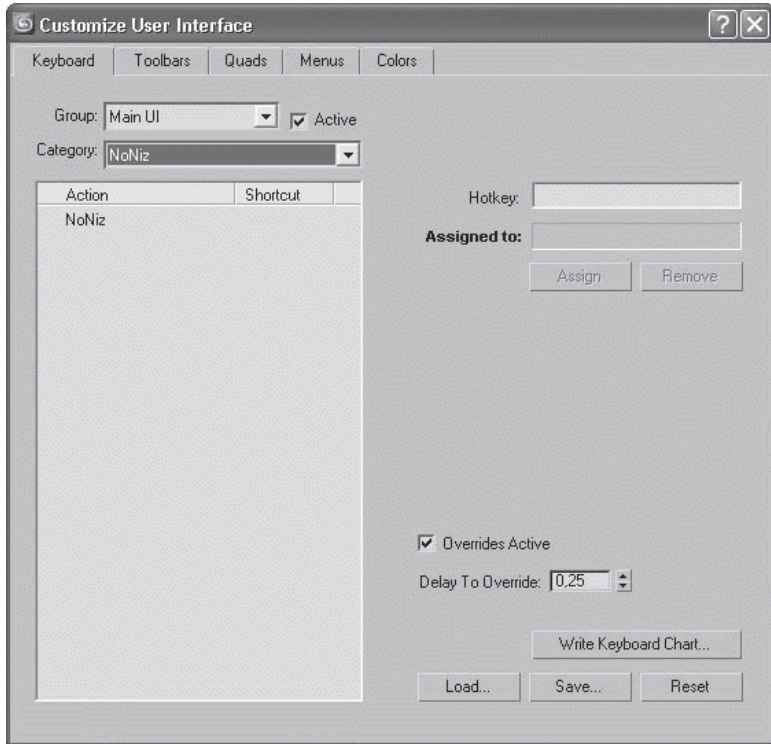 Customize User Interface
Keyboard Toolbars Quads Menus Colors
Group: Main UI Active
Category: NoNiz
Action Shortcut
NoNiz
Hotkey:
Assigned to:
Assign Remove
Overrides Active
Delay To Override: 0,25
Write Keyboard Chart...
Load... Save... Reset